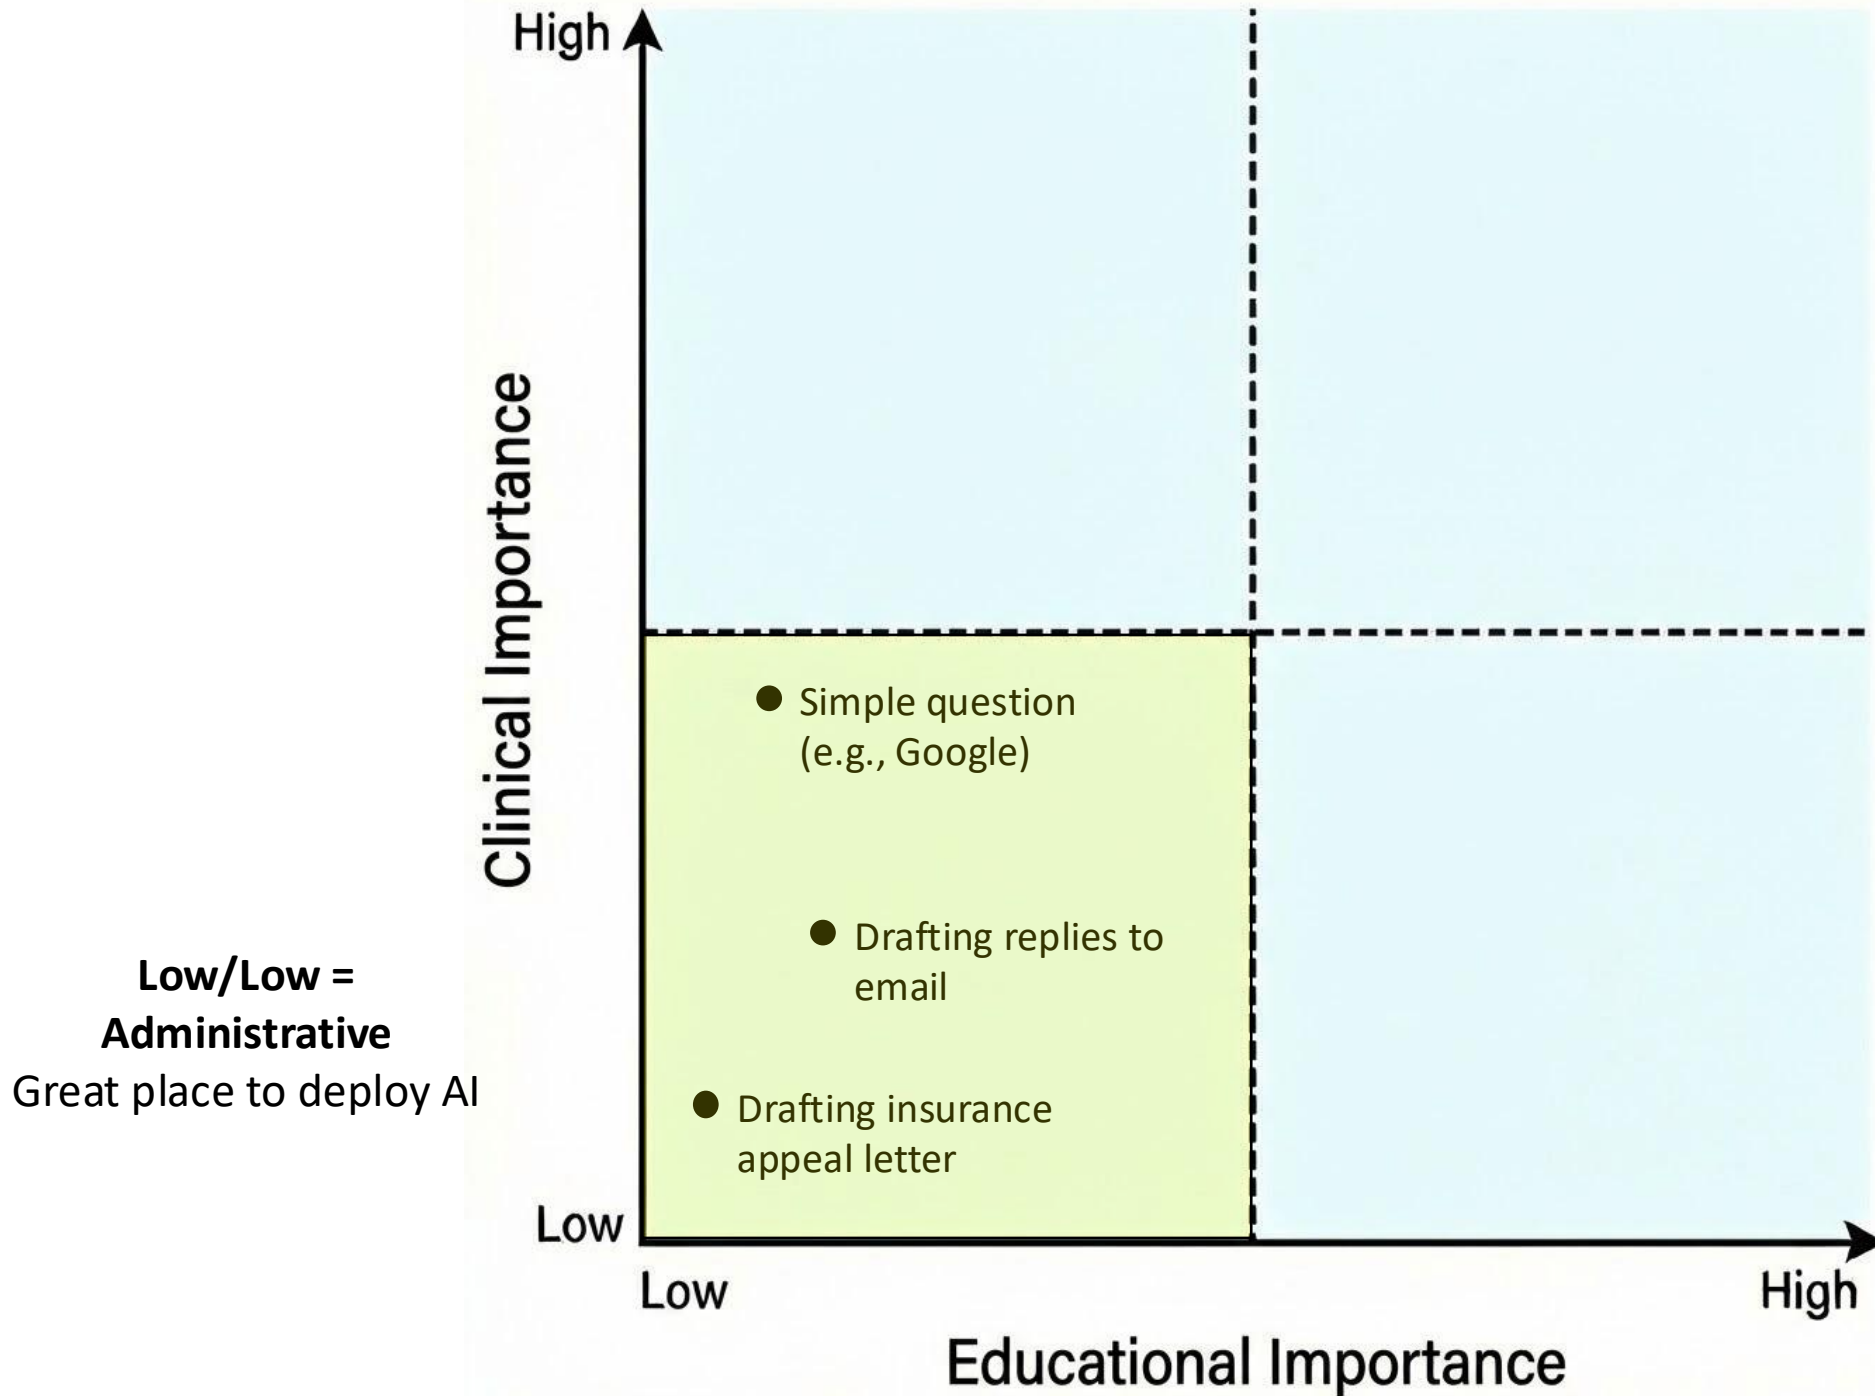 High
Clinical Importance
Simple question
(e.g., Google)
Drafting replies to
email
Low/Low =
Administrative
Great place to deploy AI
Drafting insurance
appeal letter
Low
Low
High
Educational Importance